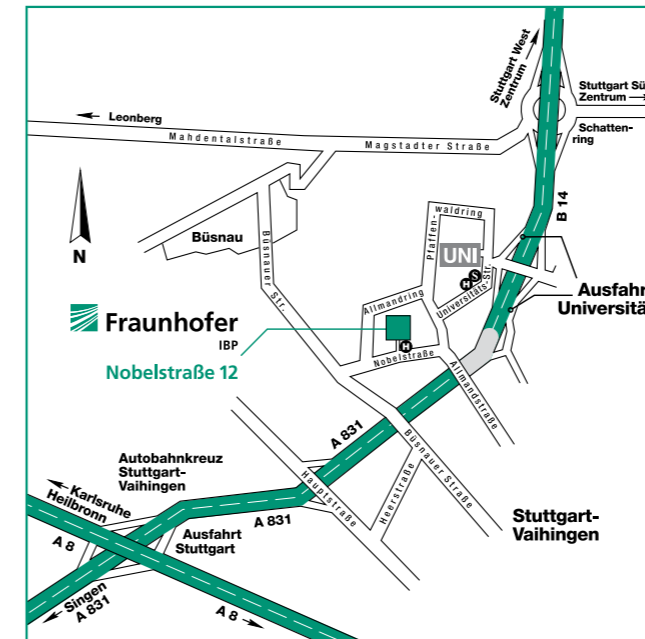 Stuttgart West
Zentrum
Stuttgart Sü
Zentrum
Schatten-
ring
Leonberg
Mahdentalstraße
Magstadter Straße
B 14
N
Büsnau
Büsnauer Str.
Pfaffen-
waldring
UNI
H S
Universitäts-Str.
Ausfahr
Universitä
Allmandring
Fraunhofer
IBP
Nobelstraße 12
H
Nobelstraße
Allmandstraße
A 831
Büsnauer Straße
Hauptstraße
Heerstraße
Autobahnkreuz
Stuttgart-
Vaihingen
Karlsruhe
Heilbronn
A 831
Stuttgart-
Vaihingen
A 8
Ausfahrt
Stuttgart
Singen
A 831
A 8